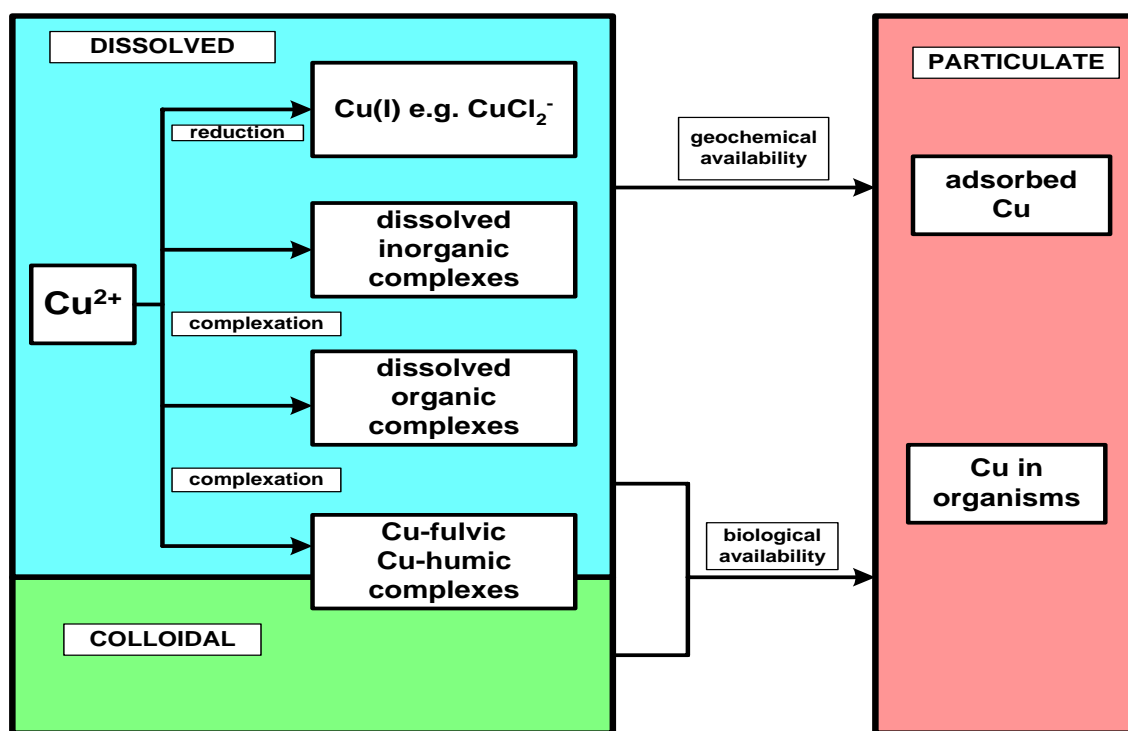 DISSOLVED
PARTICULATE
Cu(I) e.g. CuCl₂⁻
reduction
geochemical
availability
adsorbed
Cu
dissolved
inorganic
complexes
Cu²⁺
complexation
dissolved
organic
complexes
complexation
Cu in
organisms
Cu-fulvic
Cu-humic
complexes
biological
availability
COLLOIDAL